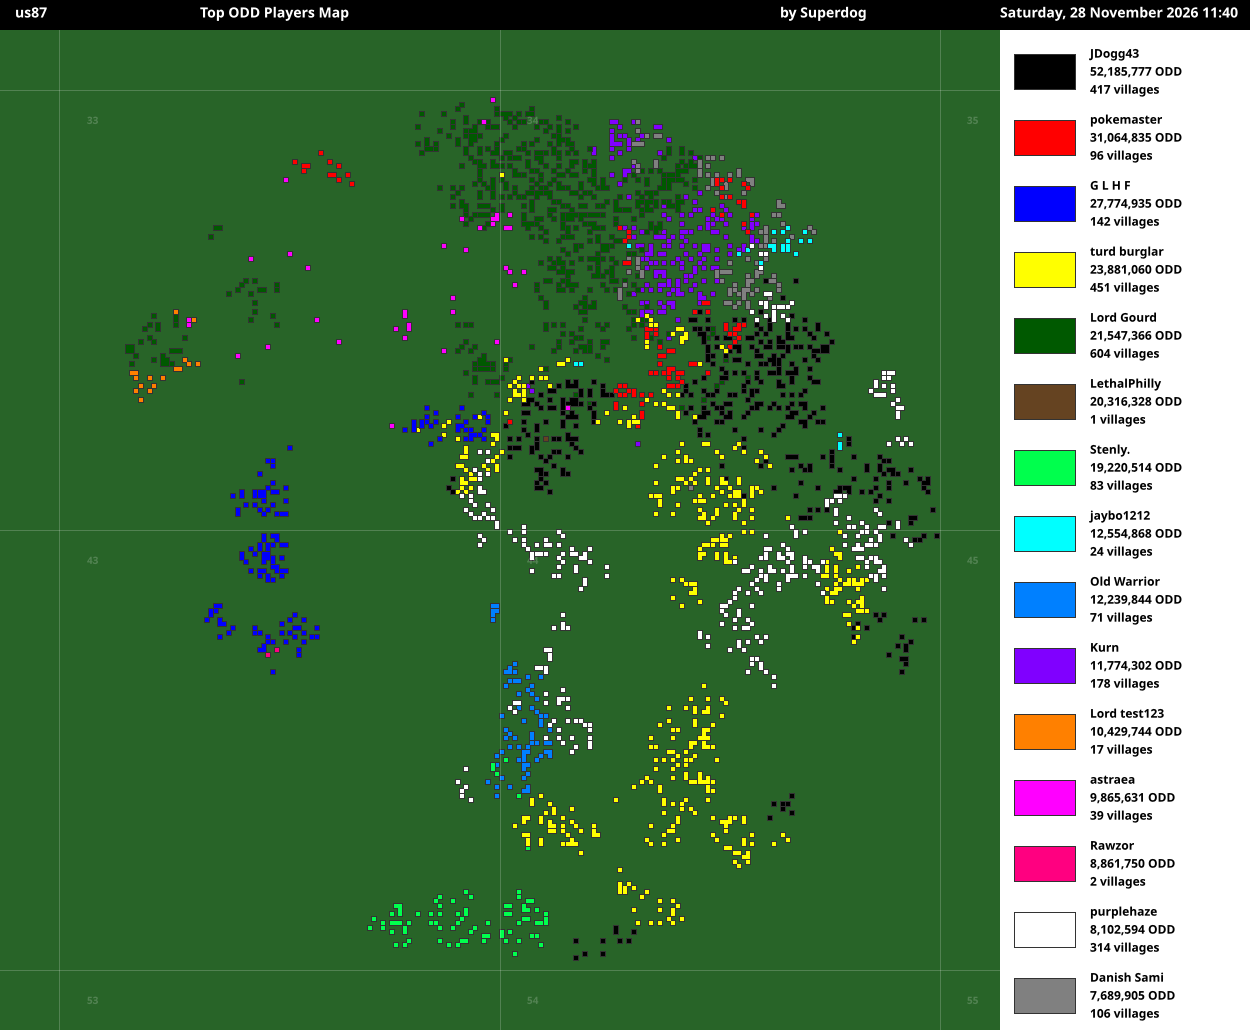 us87 Top ODD Players Map by Superdog Saturday, 28 November 2026 11:40
33 34 35
43 44 45
53 54 55
JDogg43
52,185,777 ODD
417 villages
pokemaster
31,064,835 ODD
96 villages
G L H F
27,774,935 ODD
142 villages
turd burglar
23,881,060 ODD
451 villages
Lord Gourd
21,547,366 ODD
604 villages
LethalPhilly
20,316,328 ODD
1 villages
Stenly.
19,220,514 ODD
83 villages
jaybo1212
12,554,868 ODD
24 villages
Old Warrior
12,239,844 ODD
71 villages
Kurn
11,774,302 ODD
178 villages
Lord test123
10,429,744 ODD
17 villages
astraea
9,865,631 ODD
39 villages
Rawzor
8,861,750 ODD
2 villages
purplehaze
8,102,594 ODD
314 villages
Danish Sami
7,689,905 ODD
106 villages